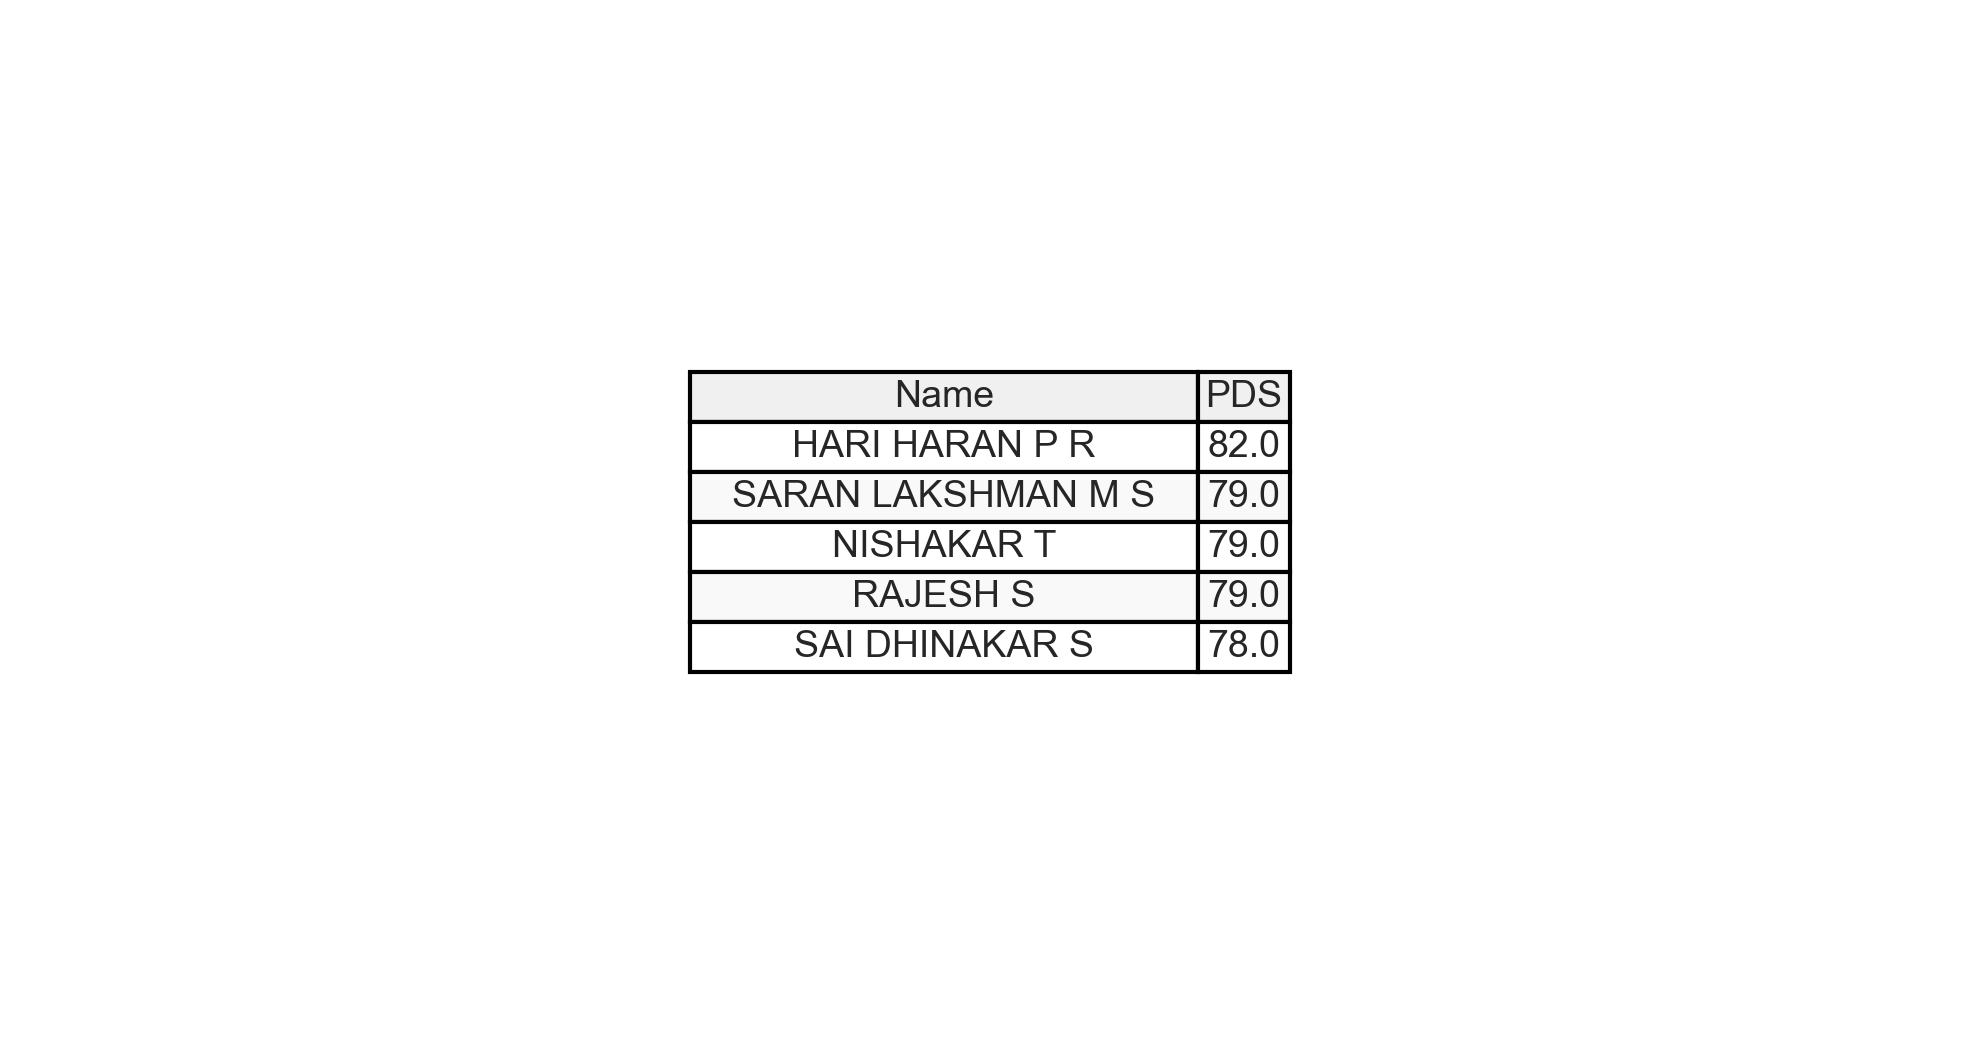 Name PDS
HARI HARAN P R 82.0
SARAN LAKSHMAN M S 79.0
NISHAKAR T 79.0
RAJESH S 79.0
SAI DHINAKAR S 78.0